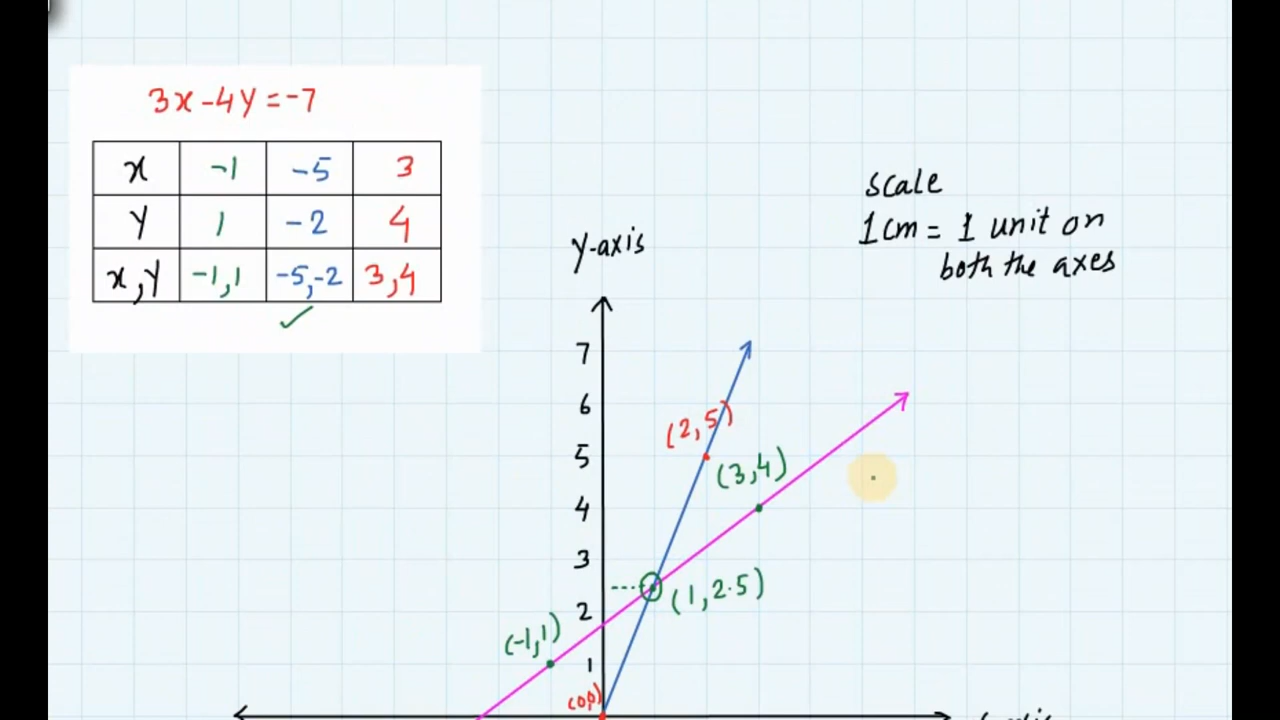 3x-4y=-7
x -1 -5 3
y 1 -2 4
x,y -1,1 -5,-2 3,4
scale
1cm = 1 unit on
both the axes
Y-axis
7
6
5
4
3
2
1
(2,5)
(3,4)
(1,2.5)
(-1,1)
(0,0)